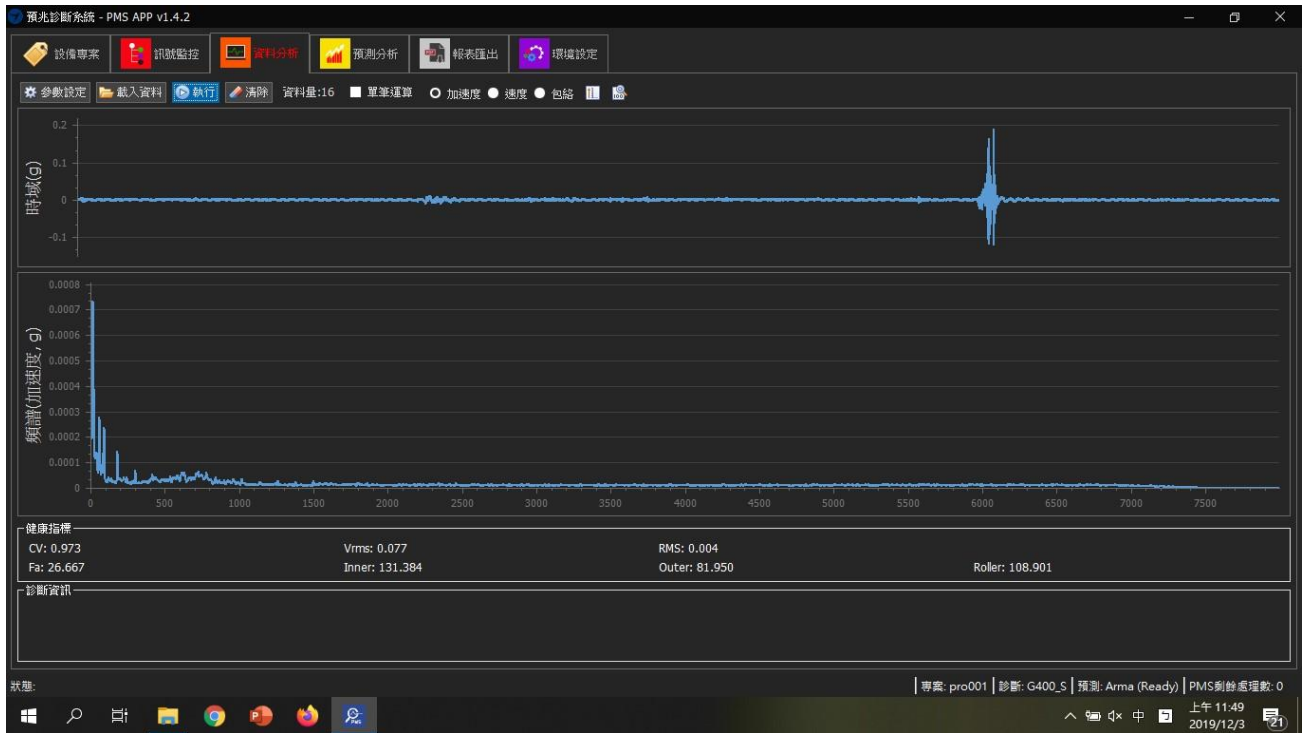 預兆診斷系統 - PMS APP v1.4.2
設備專案 訊號監控 資料分析 預測分析 報表匯出 環境設定
參數設定 載入資料 執行 清除 資料量:16 單筆運算 加速度 速度 包絡
時域(g)
0.2
0.1
0
-0.1
頻譜(加速度, g)
0.0008
0.0007
0.0006
0.0005
0.0004
0.0003
0.0002
0.0001
0
0 500 1000 1500 2000 2500 3000 3500 4000 4500 5000 5500 6000 6500 7000 7500
健康指標
CV: 0.973 Vrms: 0.077 RMS: 0.004
Fa: 26.667 Inner: 131.384 Outer: 81.950 Roller: 108.901
診斷資訊
狀態: 專案: pro001 診斷: G400_S 預測: Arma (Ready) PMS剩餘處理數: 0
中 上午 11:49
2019/12/3 21